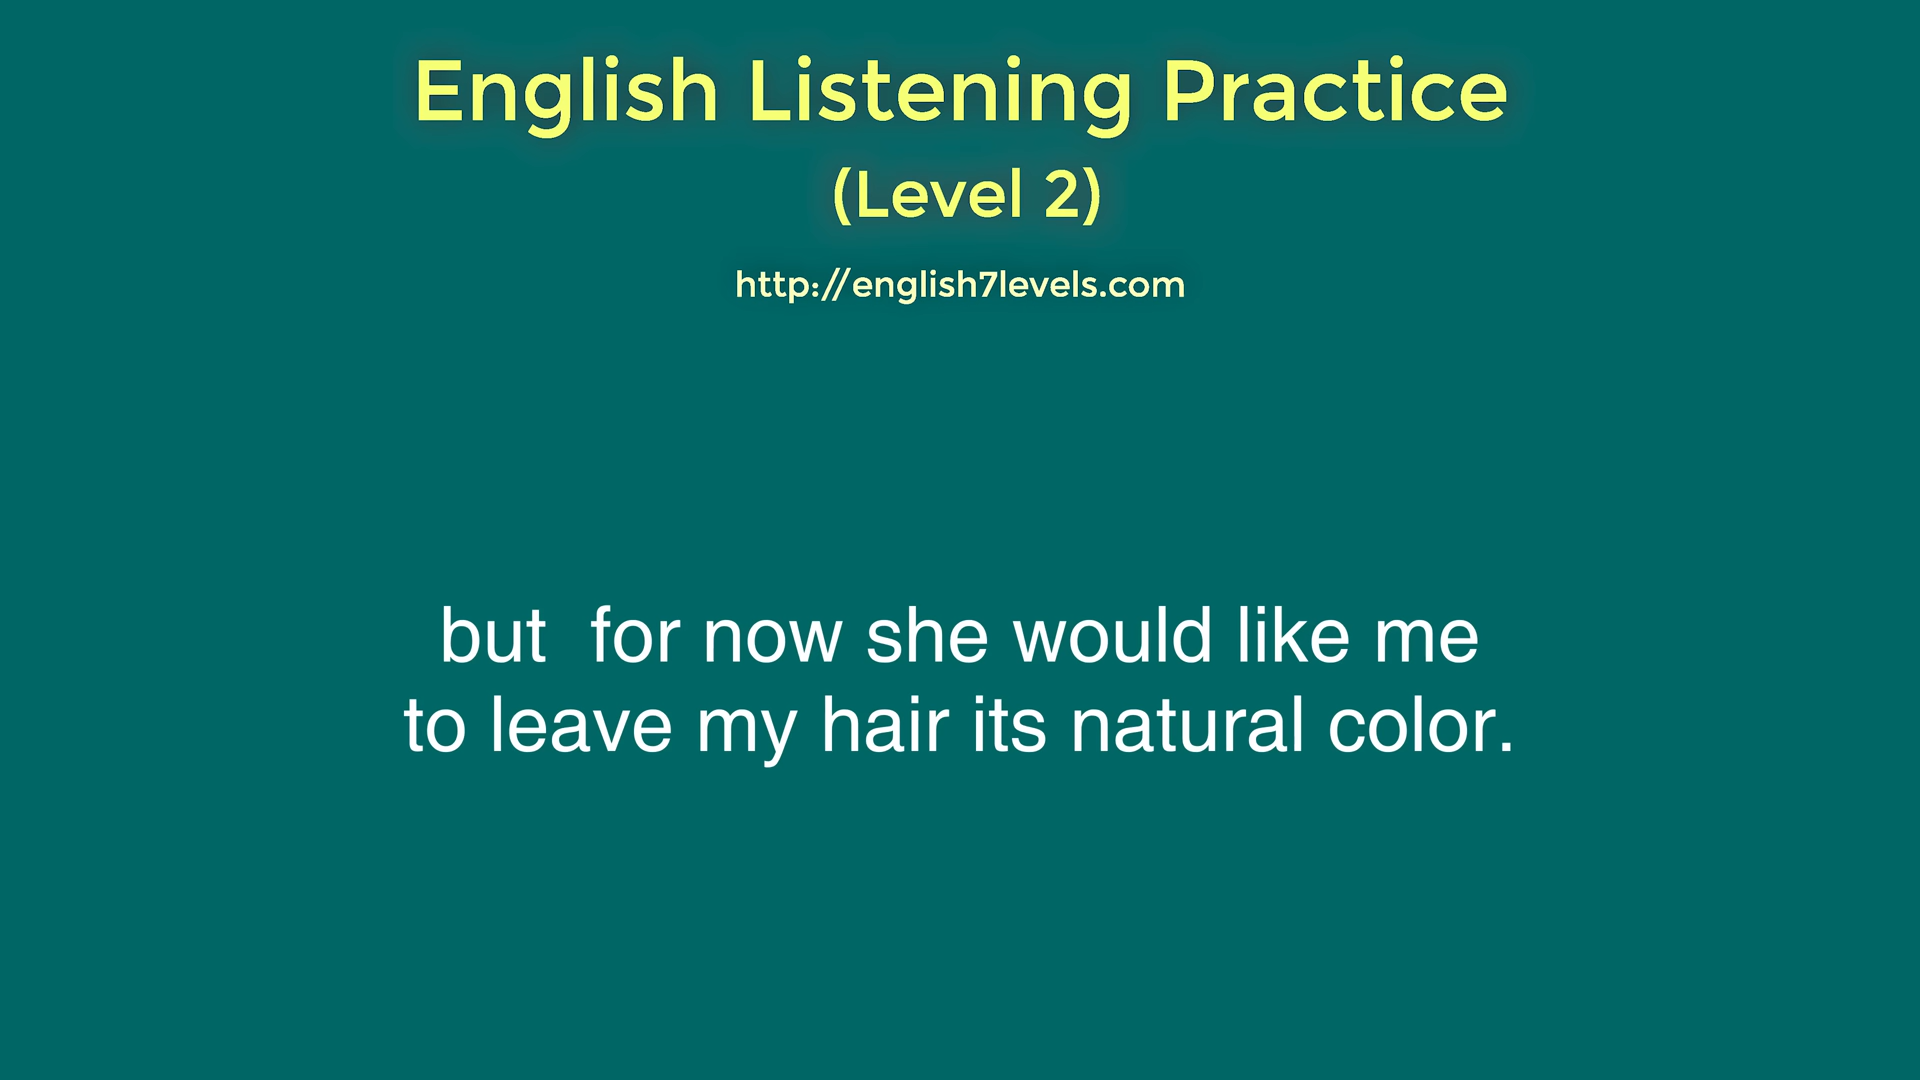 English Listening Practice
(Level 2)
http://english7levels.com
but  for now she would like me
to leave my hair its natural color.